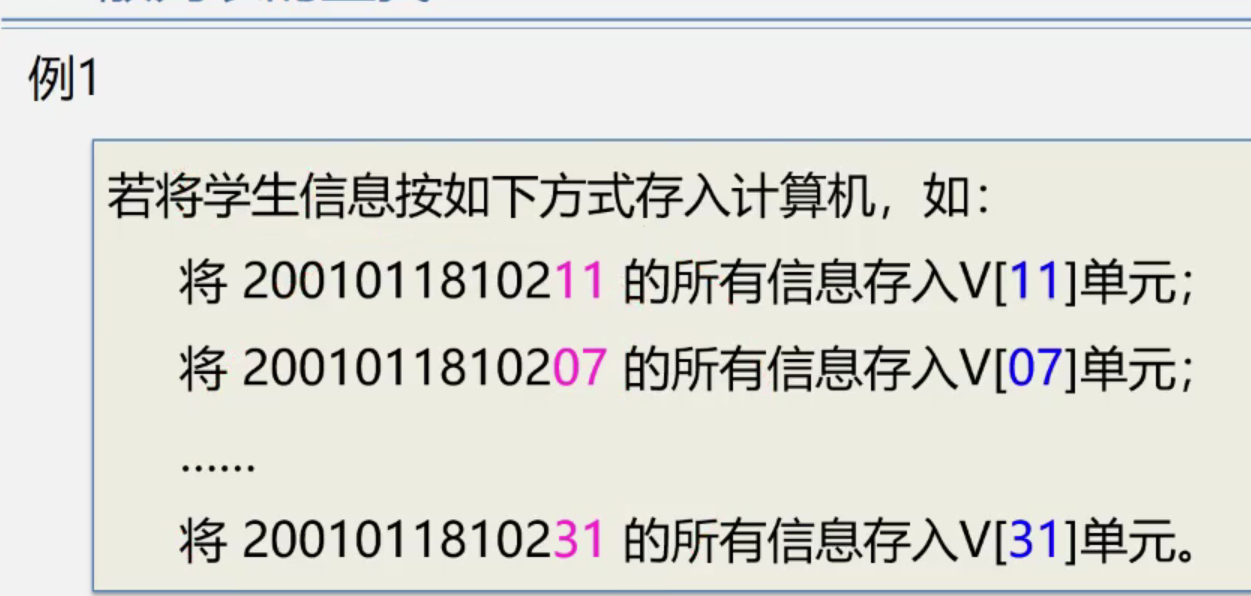 例1
若将学生信息按如下方式存入计算机，如：
将 2001011810211 的所有信息存入V[11]单元；
将 2001011810207 的所有信息存入V[07]单元；
……
将 2001011810231 的所有信息存入V[31]单元。